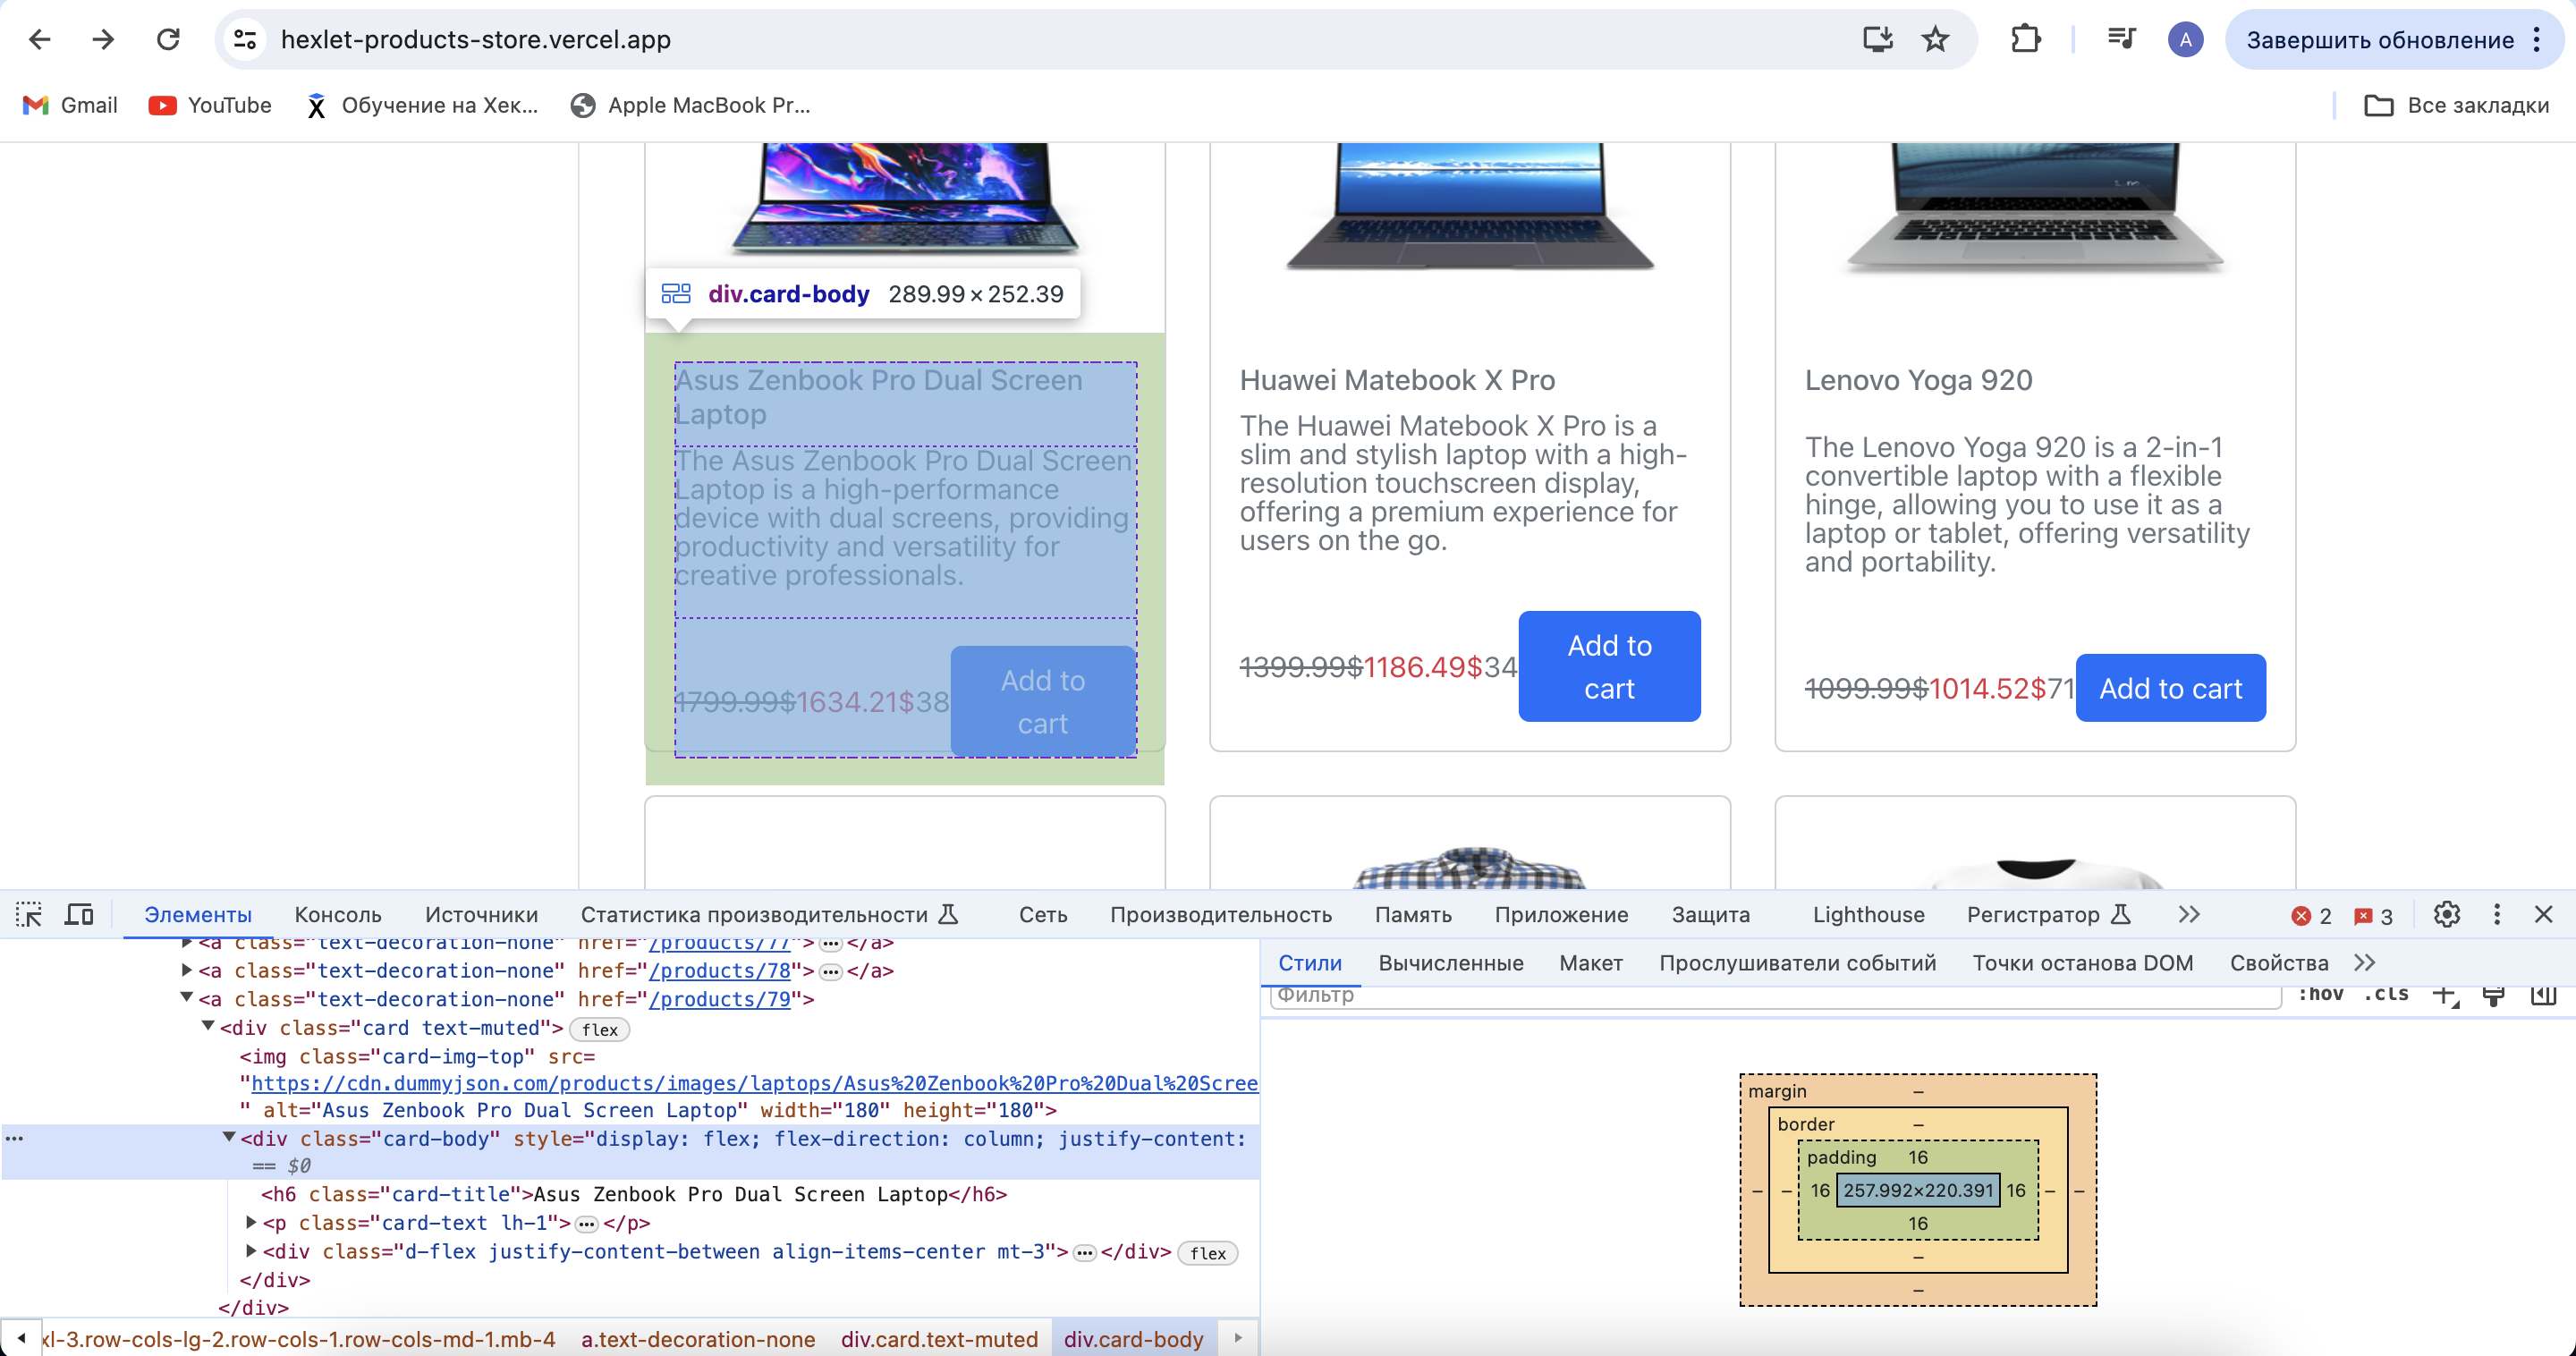 hexlet-products-store.vercel.app
A
Завершить обновление
Gmail
YouTube
Обучение на Хек...
Apple MacBook Pr...
Все закладки
div.card-body 289.99 × 252.39
Asus Zenbook Pro Dual Screen
Laptop
The Asus Zenbook Pro Dual Screen
Laptop is a high-performance
device with dual screens, providing
productivity and versatility for
creative professionals.
1799.99$1634.21$38
Add to
cart
Huawei Matebook X Pro
The Huawei Matebook X Pro is a
slim and stylish laptop with a high-
resolution touchscreen display,
offering a premium experience for
users on the go.
1399.99$1186.49$34
Add to
cart
Lenovo Yoga 920
The Lenovo Yoga 920 is a 2-in-1
convertible laptop with a flexible
hinge, allowing you to use it as a
laptop or tablet, offering versatility
and portability.
1099.99$1014.52$71
Add to cart
Элементы Консоль Источники Статистика производительности Сеть Производительность Память Приложение Защита Lighthouse Регистратор 2 3
<a class="text-decoration-none" href="/products/77">…</a>
<a class="text-decoration-none" href="/products/78">…</a>
<a class="text-decoration-none" href="/products/79">
<div class="card text-muted"> flex
<img class="card-img-top" src=
"https://cdn.dummyjson.com/products/images/laptops/Asus%20Zenbook%20Pro%20Dual%20Scree
" alt="Asus Zenbook Pro Dual Screen Laptop" width="180" height="180">
… <div class="card-body" style="display: flex; flex-direction: column; justify-content:
== $0
<h6 class="card-title">Asus Zenbook Pro Dual Screen Laptop</h6>
<p class="card-text lh-1">…</p>
<div class="d-flex justify-content-between align-items-center mt-3">…</div> flex
</div>
</div>
xl-3.row-cols-lg-2.row-cols-1.row-cols-md-1.mb-4 a.text-decoration-none div.card.text-muted div.card-body
Стили Вычисленные Макет Прослушиватели событий Точки останова DOM Свойства
Фильтр :hov .cls
margin –
border –
padding 16
– – 16 257.992×220.391 16 – –
16
–
–